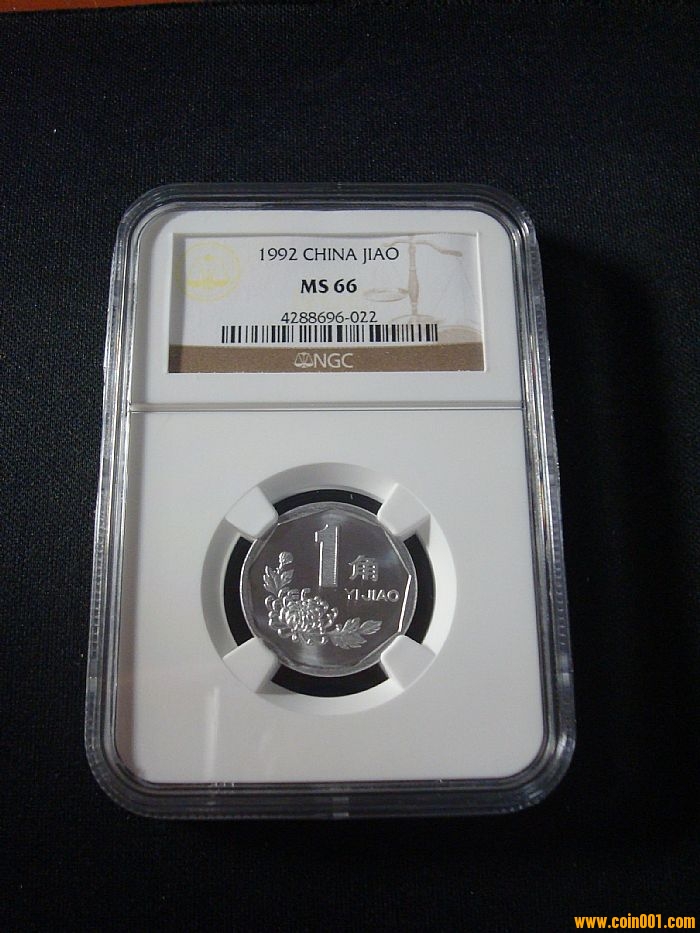 1992 CHINA JIAO
MS 66
4288696-022
NGC
1
角
YI·JIAO
www.coin001.com